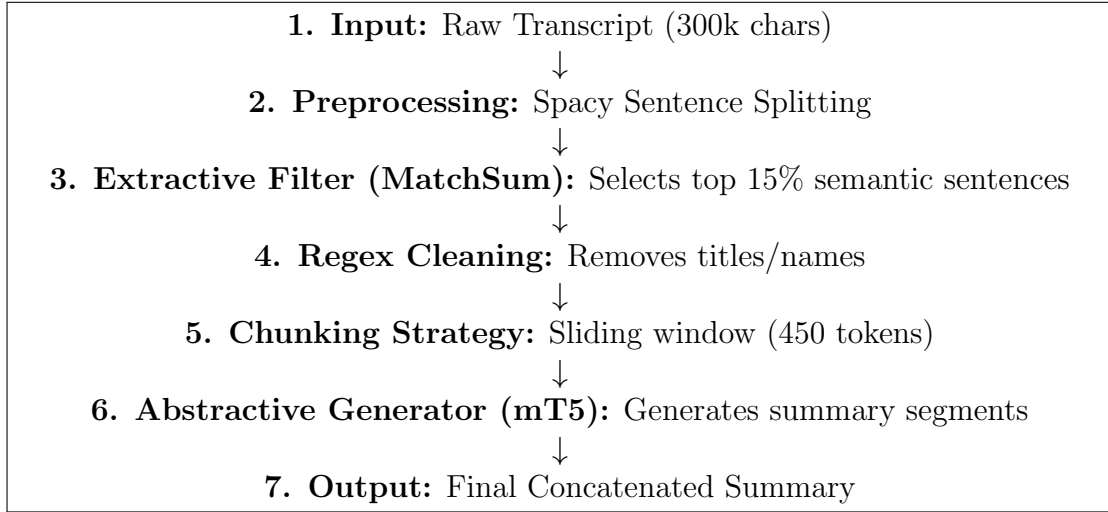 1. Input: Raw Transcript (300k chars)
↓
2. Preprocessing: Spacy Sentence Splitting
↓
3. Extractive Filter (MatchSum): Selects top 15% semantic sentences
↓
4. Regex Cleaning: Removes titles/names
↓
5. Chunking Strategy: Sliding window (450 tokens)
↓
6. Abstractive Generator (mT5): Generates summary segments
↓
7. Output: Final Concatenated Summary